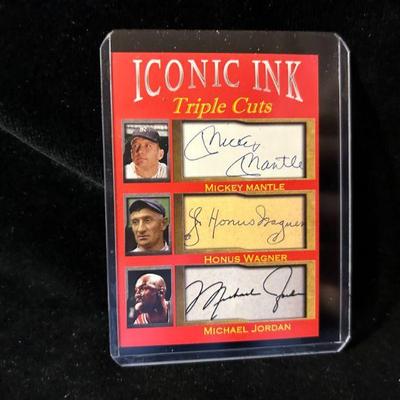 ICONIC INK
Triple Cuts
Mickey Mantle
MICKEY MANTLE
J. Honus Wagner
HONUS WAGNER
Michael Jordan
MICHAEL JORDAN